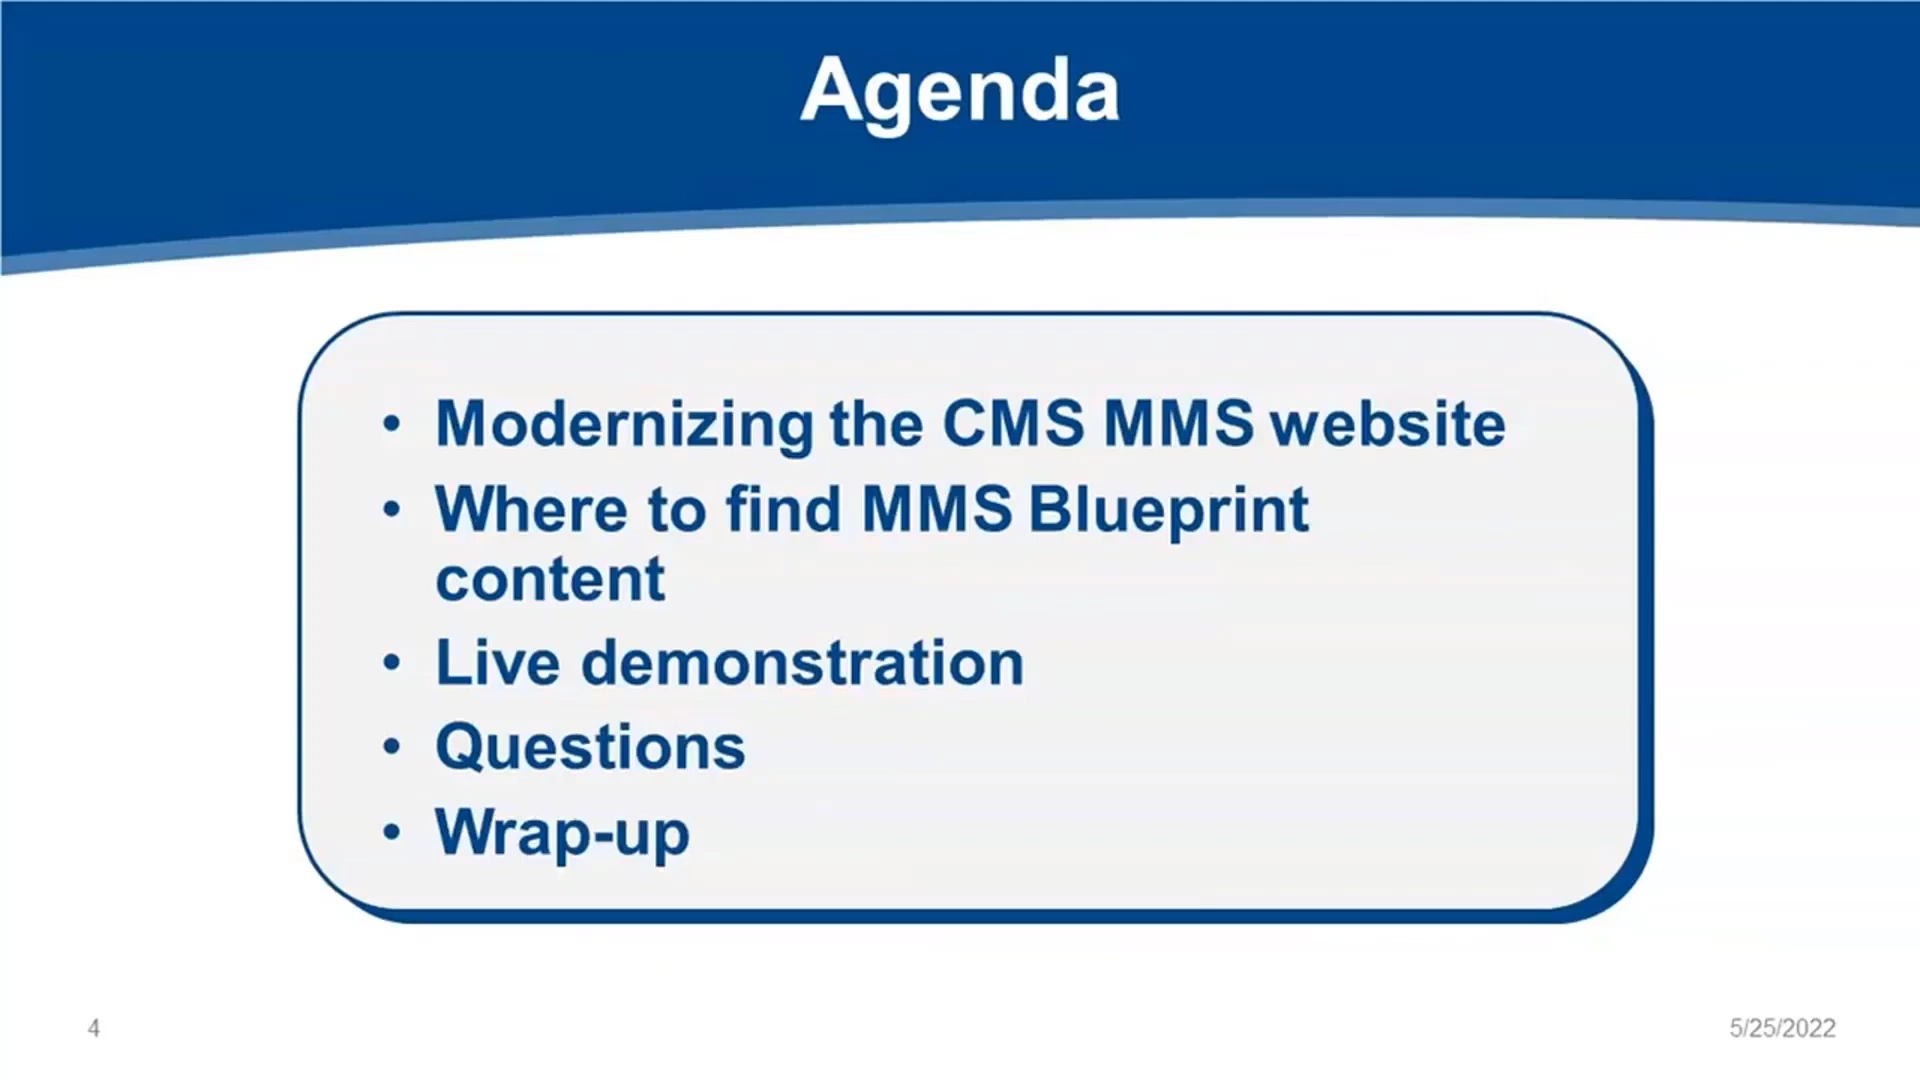 Agenda
• Modernizing the CMS MMS website
• Where to find MMS Blueprint
content
• Live demonstration
• Questions
• Wrap-up
4
5/25/2022